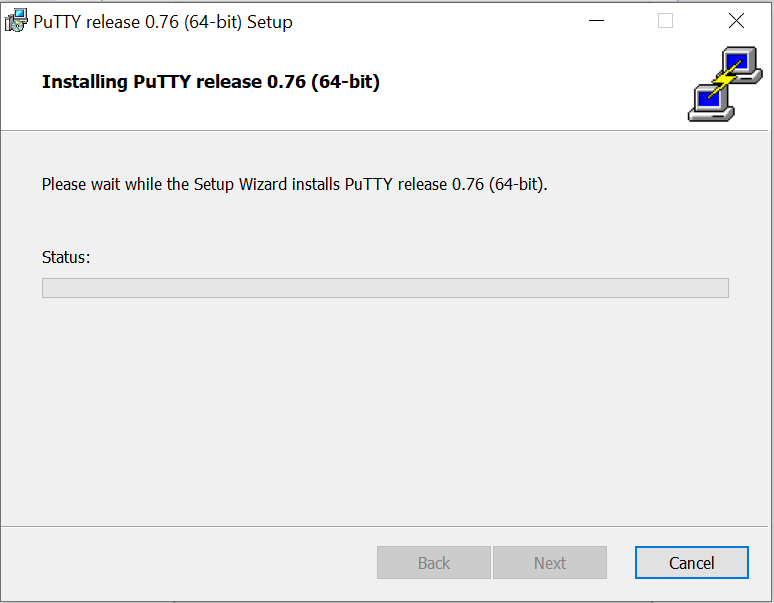 PuTTY release 0.76 (64-bit) Setup
Installing PuTTY release 0.76 (64-bit)
Please wait while the Setup Wizard installs PuTTY release 0.76 (64-bit).
Status:
Back
Next
Cancel